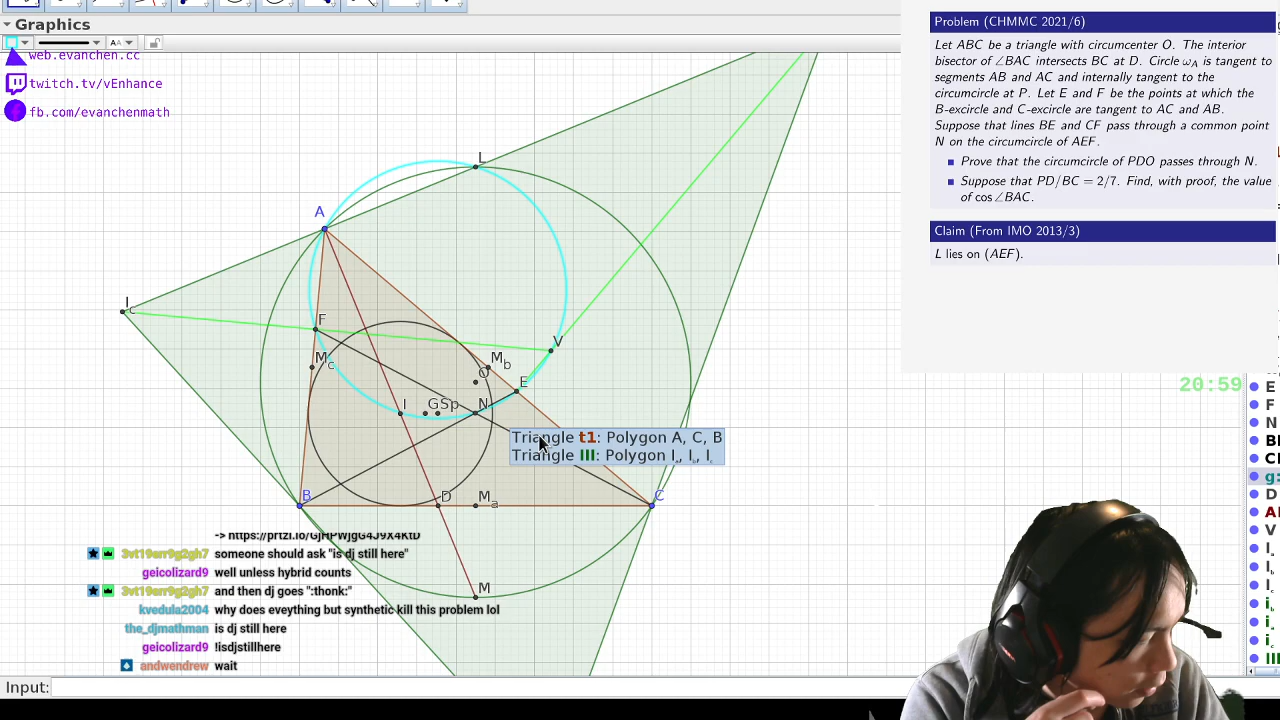 Graphics
web.evanchen.cc
twitch.tv/vEnhance
fb.com/evanchenmath
Problem (CHMMC 2021/6)
Let ABC be a triangle with circumcenter O. The interior
bisector of ∠BAC intersects BC at D. Circle ω_A is tangent to
segments AB and AC and internally tangent to the
circumcircle at P. Let E and F be the points at which the
B-excircle and C-excircle are tangent to AC and AB.
Suppose that lines BE and CF pass through a common point
N on the circumcircle of AEF.
Prove that the circumcircle of PDO passes through N.
Suppose that PD/BC = 2/7. Find, with proof, the value
of cos ∠BAC.
Claim (From IMO 2013/3)
L lies on (AEF).
L
A
I_c
F
V
M_c
M_b
O
E
I
G
Sp
N
Triangle t1: Polygon A, C, B
Triangle III: Polygon I
B
D
M_a
C
M
20:59
E
F
N
g:
D
V
III
someone should ask "is dj still here"
geicolizard9 well unless hybrid counts
and then dj goes ":thonk:"
kvedula2004 why does eveything but synthetic kill this problem lol
the_djmathman is dj still here
geicolizard9 !isdjstillhere
andwendrew wait
Input: